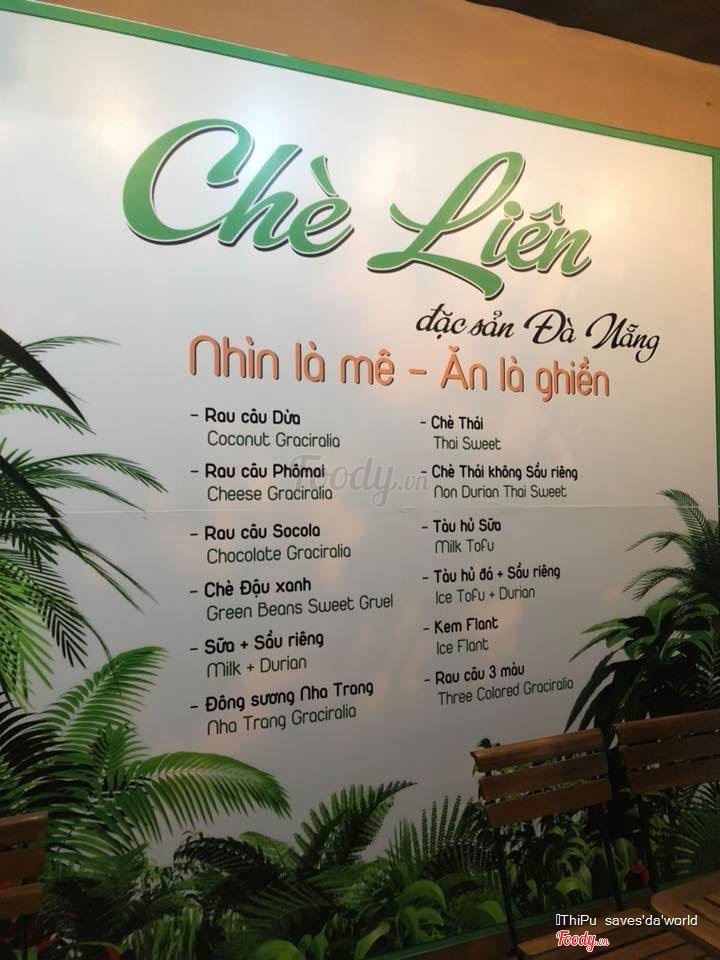 Chè Liên
đặc sản Đà Nẵng
Nhìn là mê - Ăn là ghiền
- Rau câu Dừa
Coconut Graciralia
- Rau câu Phômai
Cheese Graciralia
- Rau câu Socola
Chocolate Graciralia
- Chè Đậu xanh
Green Beans Sweet Gruel
- Sữa + Sầu riêng
Milk + Durian
- Đông sương Nha Trang
Nha Trang Graciralia
- Chè Thái
Thai Sweet
- Chè Thái không Sầu riêng
Non Durian Thai Sweet
- Tàu hủ Sữa
Milk Tofu
- Tàu hủ đá + Sầu riêng
Ice Tofu + Durian
- Kem Flant
Ice Flant
- Rau câu 3 màu
Three Colored Graciralia
Foody.vn
ThiPu saves'da'world
Foody.vn